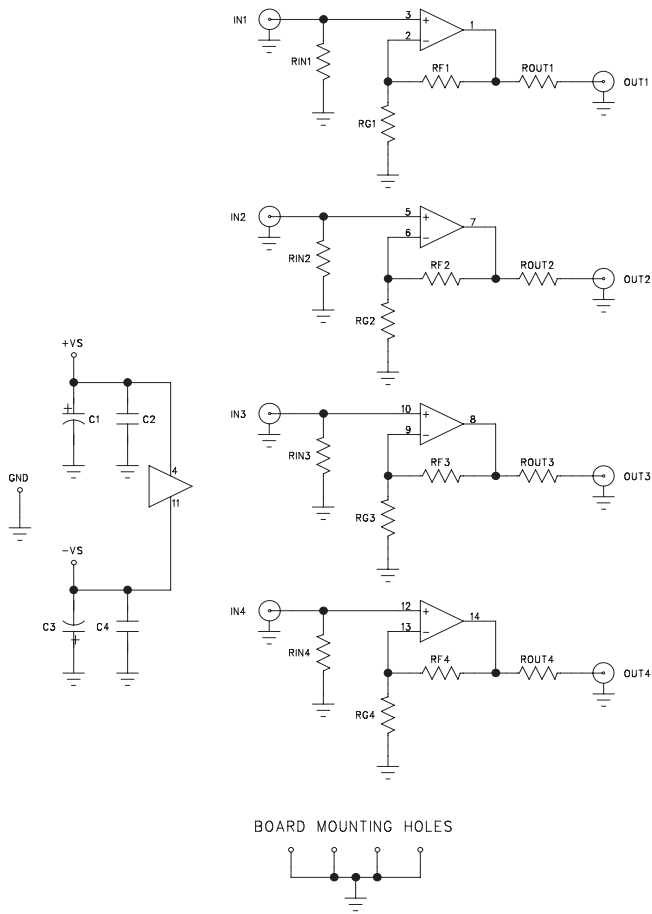 IN1
3
1
2
RIN1
RF1
ROUT1
OUT1
RG1
IN2
5
7
6
RIN2
RF2
ROUT2
OUT2
RG2
+VS
C1
C2
4
11
GND
-VS
C3
C4
IN3
10
8
9
RIN3
RF3
ROUT3
OUT3
RG3
IN4
12
14
13
RIN4
RF4
ROUT4
OUT4
RG4
BOARD MOUNTING HOLES